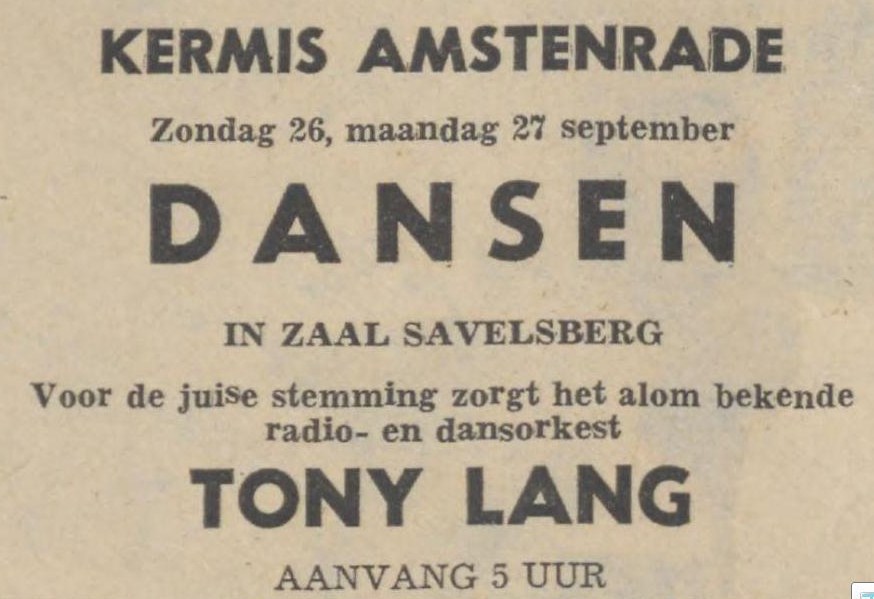 KERMIS AMSTENRADE
Zondag 26, maandag 27 september
DANSEN
IN ZAAL SAVELSBERG
Voor de juise stemming zorgt het alom bekende
radio- en dansorkest
TONY LANG
AANVANG 5 UUR